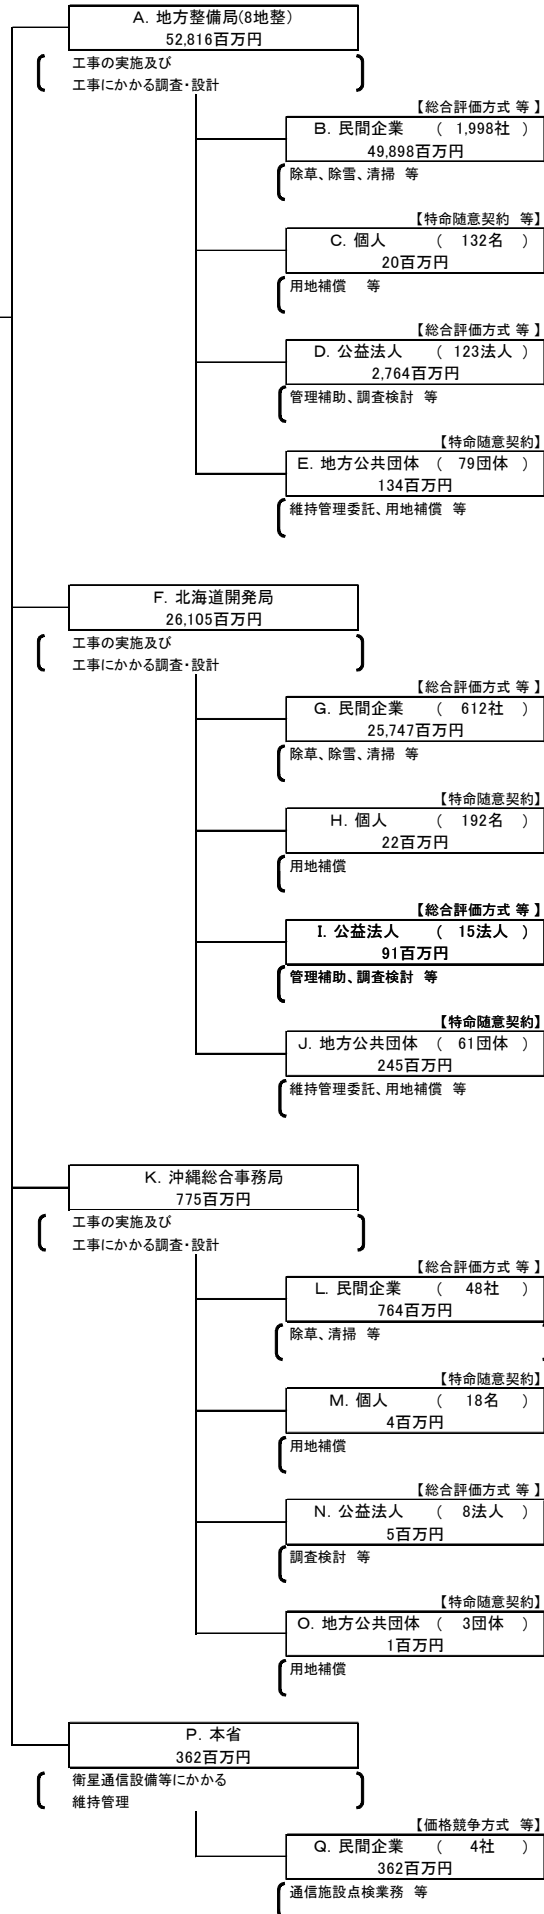 A. 地方整備局(8地整)
52,816百万円
工事の実施及び
工事にかかる調査・設計
【総合評価方式 等 】
B. 民間企業 ( 1,998社 )
49,898百万円
除草、除雪、清掃 等
【特命随意契約 等】
C. 個人 ( 132名 )
20百万円
用地補償 等
【総合評価方式 等 】
D. 公益法人 ( 123法人 )
2,764百万円
管理補助、調査検討 等
【特命随意契約】
E. 地方公共団体 ( 79団体 )
134百万円
維持管理委託、用地補償 等
F. 北海道開発局
26,105百万円
工事の実施及び
工事にかかる調査・設計
【総合評価方式 等 】
G. 民間企業 ( 612社 )
25,747百万円
除草、除雪、清掃 等
【特命随意契約】
H. 個人 ( 192名 )
22百万円
用地補償
【総合評価方式 等 】
I. 公益法人 ( 15法人 )
91百万円
管理補助、調査検討 等
【特命随意契約】
J. 地方公共団体 ( 61団体 )
245百万円
維持管理委託、用地補償 等
K. 沖縄総合事務局
775百万円
工事の実施及び
工事にかかる調査・設計
【総合評価方式 等 】
L. 民間企業 ( 48社 )
764百万円
除草、清掃 等
【特命随意契約】
M. 個人 ( 18名 )
4百万円
用地補償
【総合評価方式 等 】
N. 公益法人 ( 8法人 )
5百万円
調査検討 等
【特命随意契約】
O. 地方公共団体 ( 3団体 )
1百万円
用地補償
P. 本省
362百万円
衛星通信設備等にかかる
維持管理
【価格競争方式 等】
Q. 民間企業 ( 4社 )
362百万円
通信施設点検業務 等